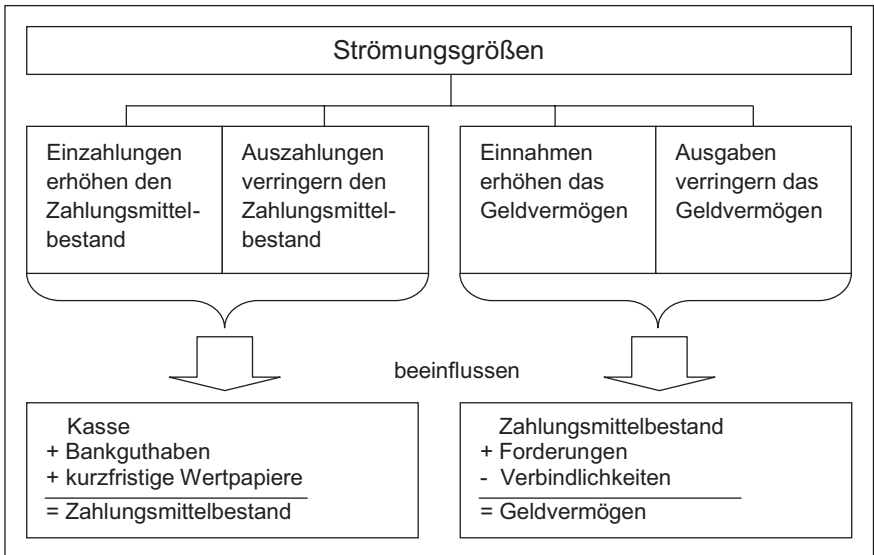 Strömungsgrößen
Einzahlungen
erhöhen den
Zahlungsmittel-
bestand
Auszahlungen
verringern den
Zahlungsmittel-
bestand
Einnahmen
erhöhen das
Geldvermögen
Ausgaben
verringern das
Geldvermögen
beeinflussen
Kasse
+ Bankguthaben
+ kurzfristige Wertpapiere
= Zahlungsmittelbestand
Zahlungsmittelbestand
+ Forderungen
- Verbindlichkeiten
= Geldvermögen